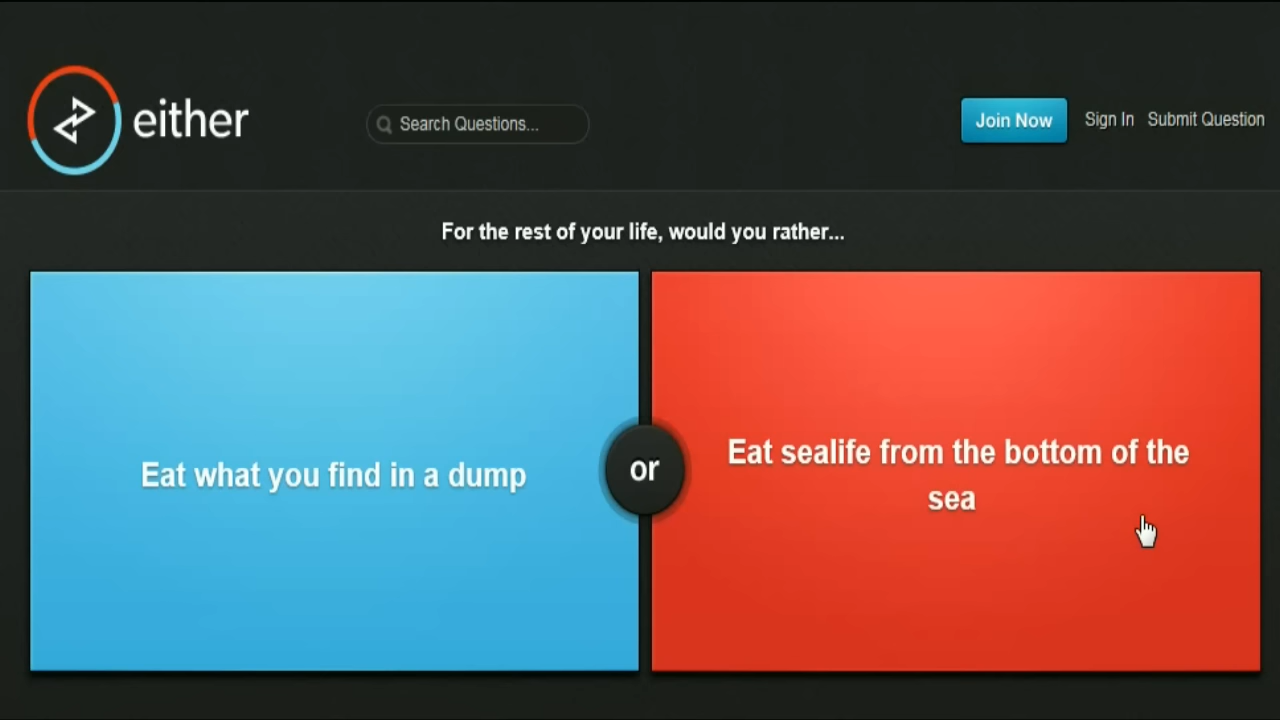 either
Search Questions...
Join Now
Sign In
Submit Question
For the rest of your life, would you rather...
Eat what you find in a dump
or
Eat sealife from the bottom of the
sea